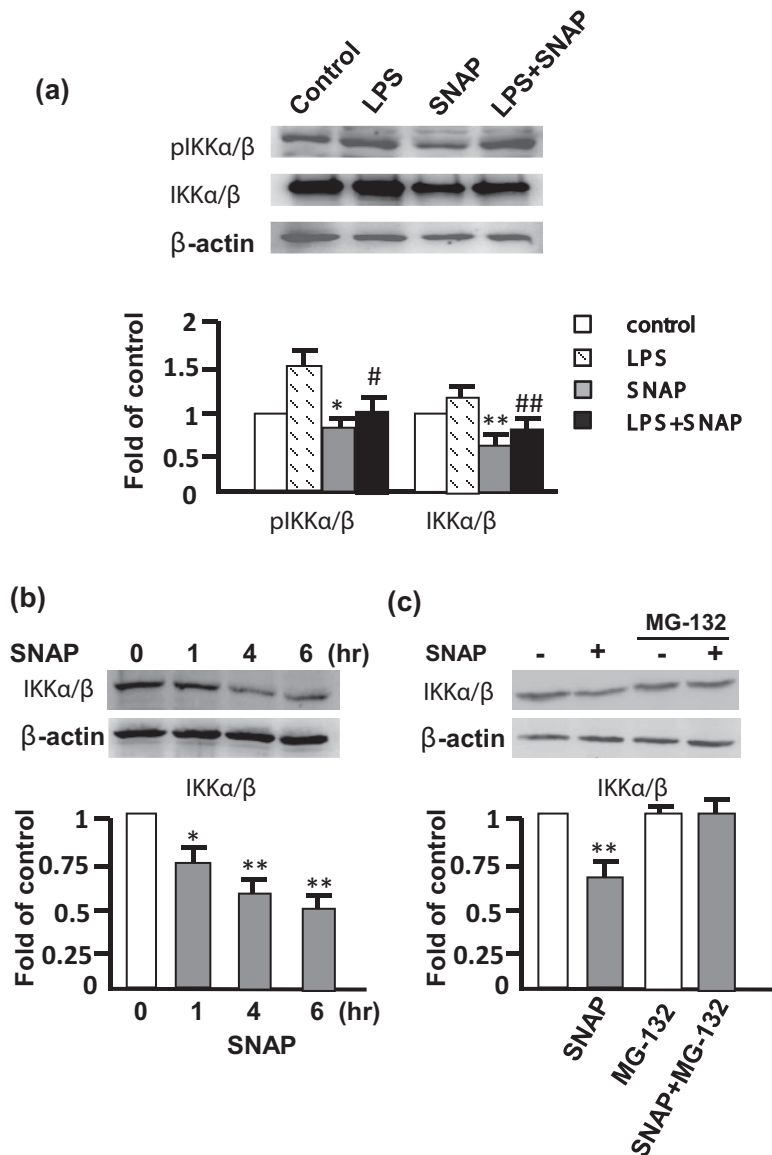 (a)
Control LPS SNAP LPS+SNAP
pIKKα/β
IKKα/β
β-actin
Fold of control
2
1.5
1
0.5
0
* # ** ##
pIKKα/β IKKα/β
control
LPS
SNAP
LPS+SNAP
(b)
SNAP 0 1 4 6 (hr)
IKKα/β
β-actin
IKKα/β
Fold of control
1
0.75
0.5
0.25
0
* ** **
0 1 4 6 (hr)
SNAP
(c)
MG-132
SNAP - + - +
IKKα/β
β-actin
IKKα/β
Fold of control
1
0.75
0.5
0.25
0
**
SNAP MG-132 SNAP+MG-132